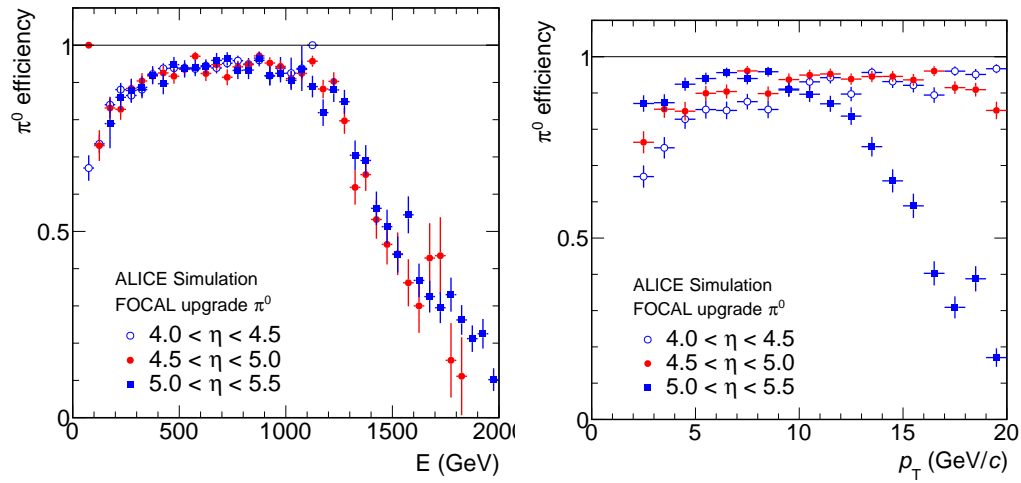 π⁰ efficiency
1
0.5
0
ALICE Simulation
FOCAL upgrade π⁰
4.0 < η < 4.5
4.5 < η < 5.0
5.0 < η < 5.5
0 500 1000 1500 2000
E (GeV)
π⁰ efficiency
1
0.5
0
ALICE Simulation
FOCAL upgrade π⁰
4.0 < η < 4.5
4.5 < η < 5.0
5.0 < η < 5.5
0 5 10 15 20
p_T (GeV/c)